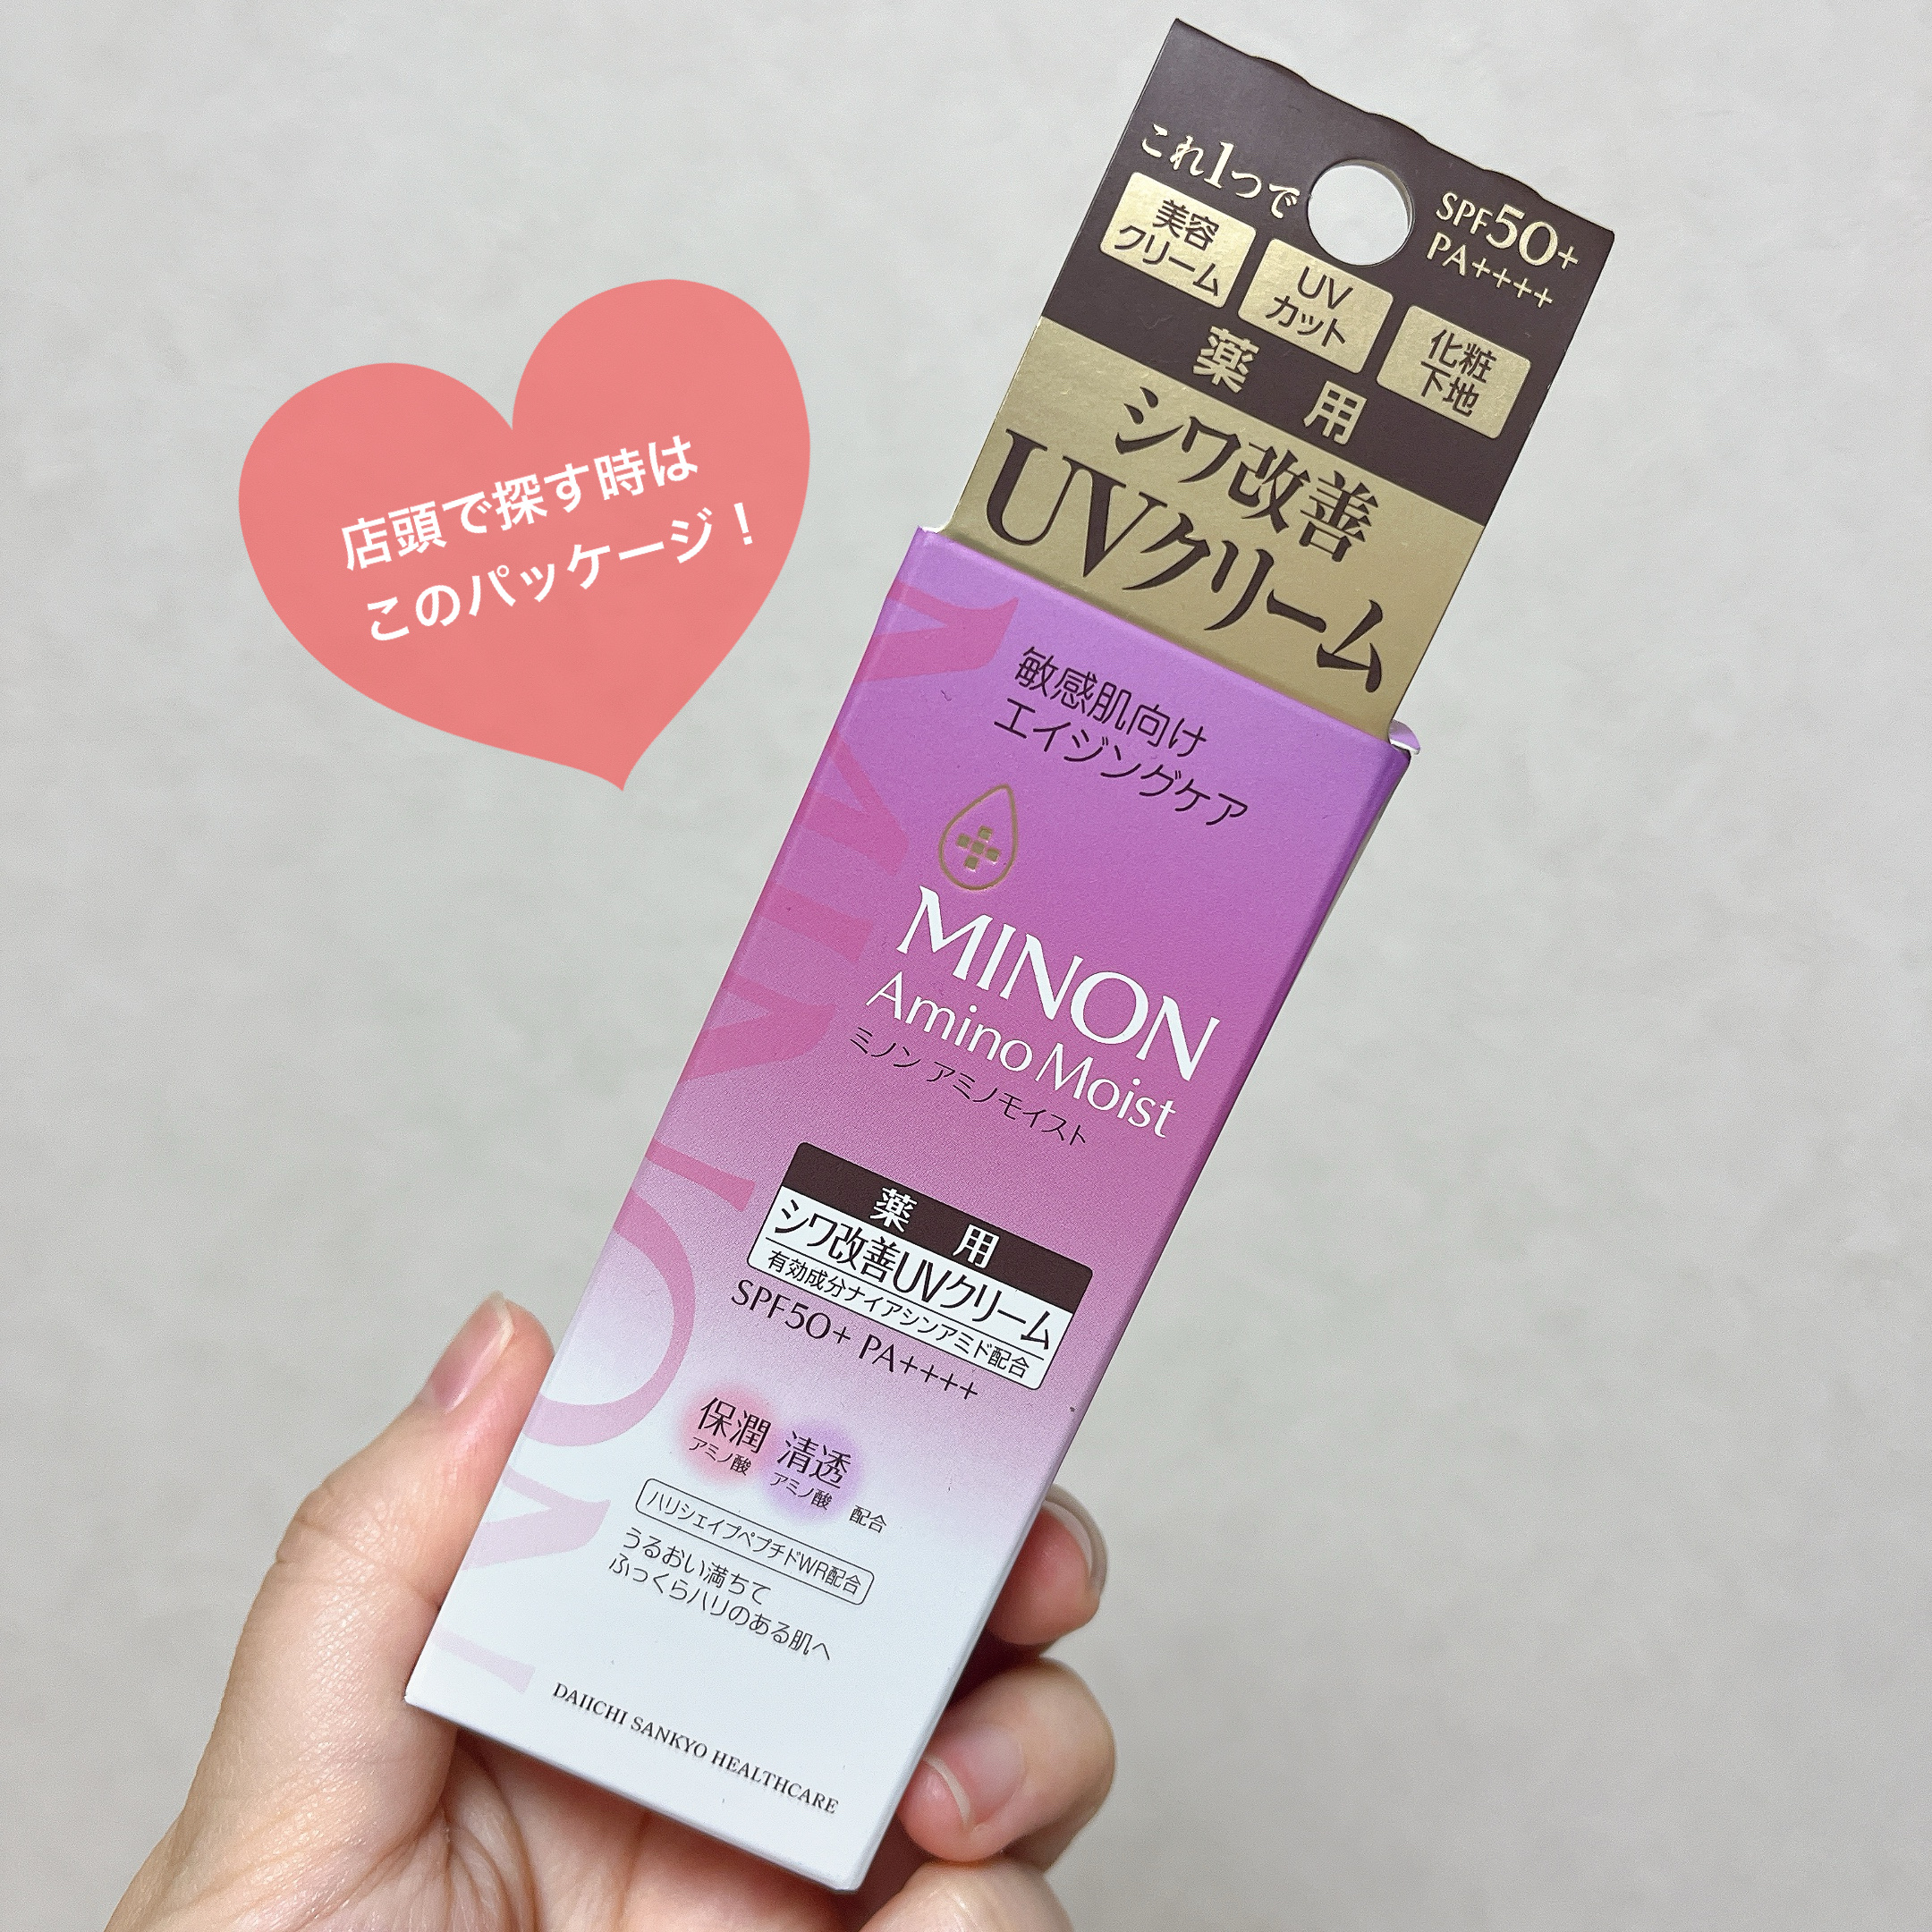 店頭で探す時は
このパッケージ！
これ1つで
SPF50+
PA++++
美容
クリーム
UV
カット
化粧
下地
薬用
シワ改善
UVクリーム
敏感肌向け
エイジングケア
MINON
Amino Moist
ミノン アミノモイスト
薬用
シワ改善UVクリーム
有効成分ナイアシンアミド配合
SPF50+ PA++++
保潤 清透
アミノ酸 アミノ酸 配合
ハリシェイプペプチドWR配合
うるおい満ちて
ふっくらハリのある肌へ
DAIICHI SANKYO HEALTHCARE
MINON